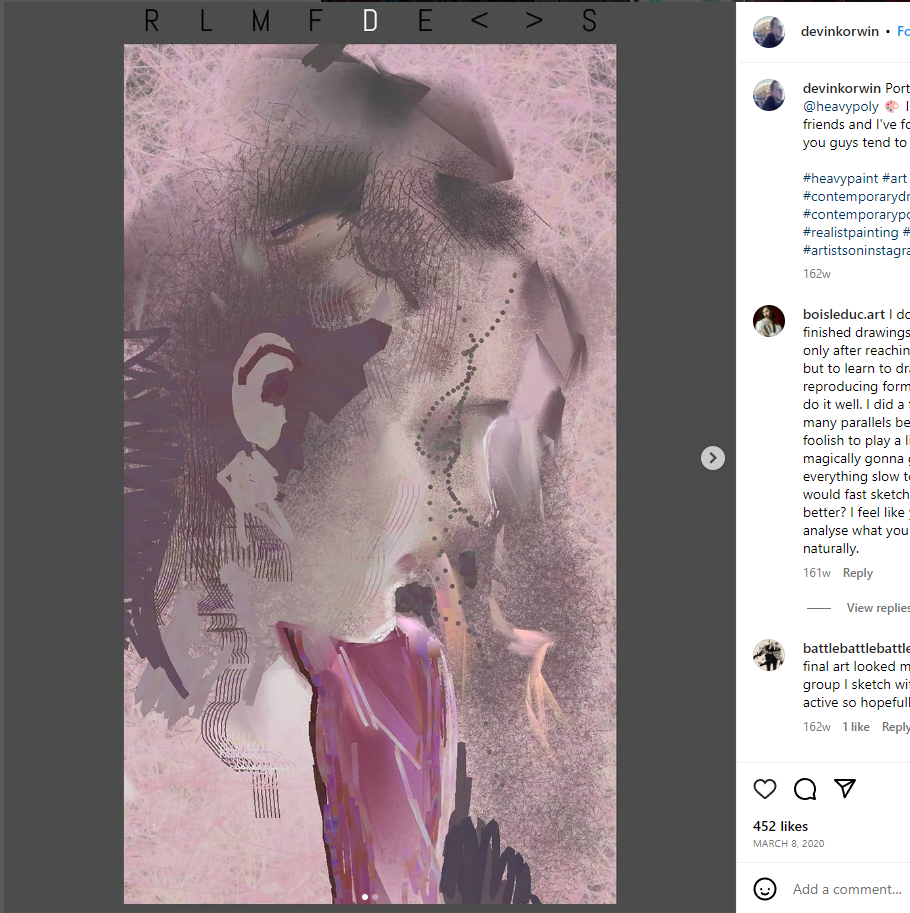 R L M F D E < > S
devinkorwin • Fo
devinkorwin Port
@heavypoly 🎨 I
friends and I've fo
you guys tend to
#heavypaint #art
#contemporarydr
#contemporarypo
#realistpainting #
#artistsoninstagra
162w
boisleduc.art I do
finished drawings
only after reachin
but to learn to dra
reproducing form
do it well. I did a f
many parallels be
foolish to play a li
magically gonna g
everything slow to
would fast sketch
better? I feel like y
analyse what you
naturally.
161w Reply
View replies
battlebattlebattle
final art looked m
group I sketch wit
active so hopefull
162w 1 like Reply
452 likes
MARCH 8, 2020
Add a comment...